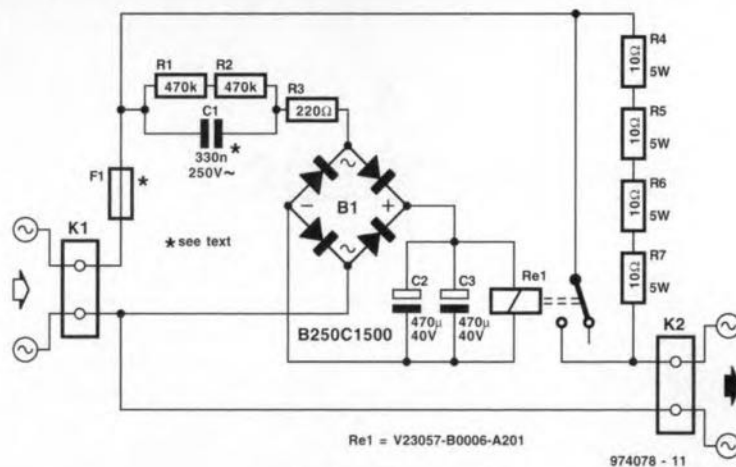 R1
470k
R2
470k
R3
220Ω
C1
330n
250V~
*
F1
*
K1
* see text
~
~
~
−
B1
+
~
B250C1500
C2
470µ
40V
C3
470µ
40V
Re1
R4
10Ω
5W
R5
10Ω
5W
R6
10Ω
5W
R7
10Ω
5W
K2
~
~
Re1 = V23057-B0006-A201
974078 - 11